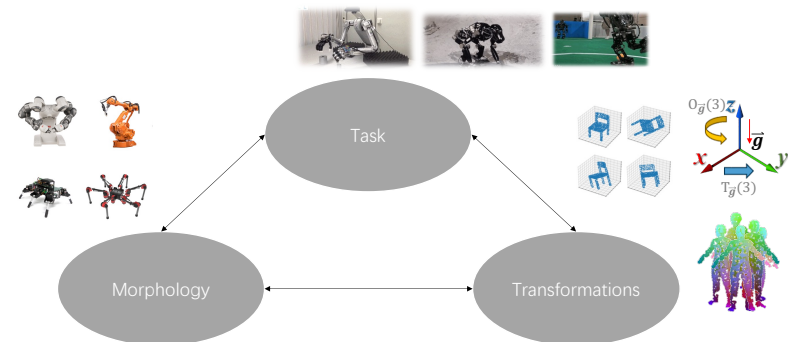 Task
O_g⃗(3)
z
g⃗
x
y
T_g⃗(3)
Morphology
Transformations